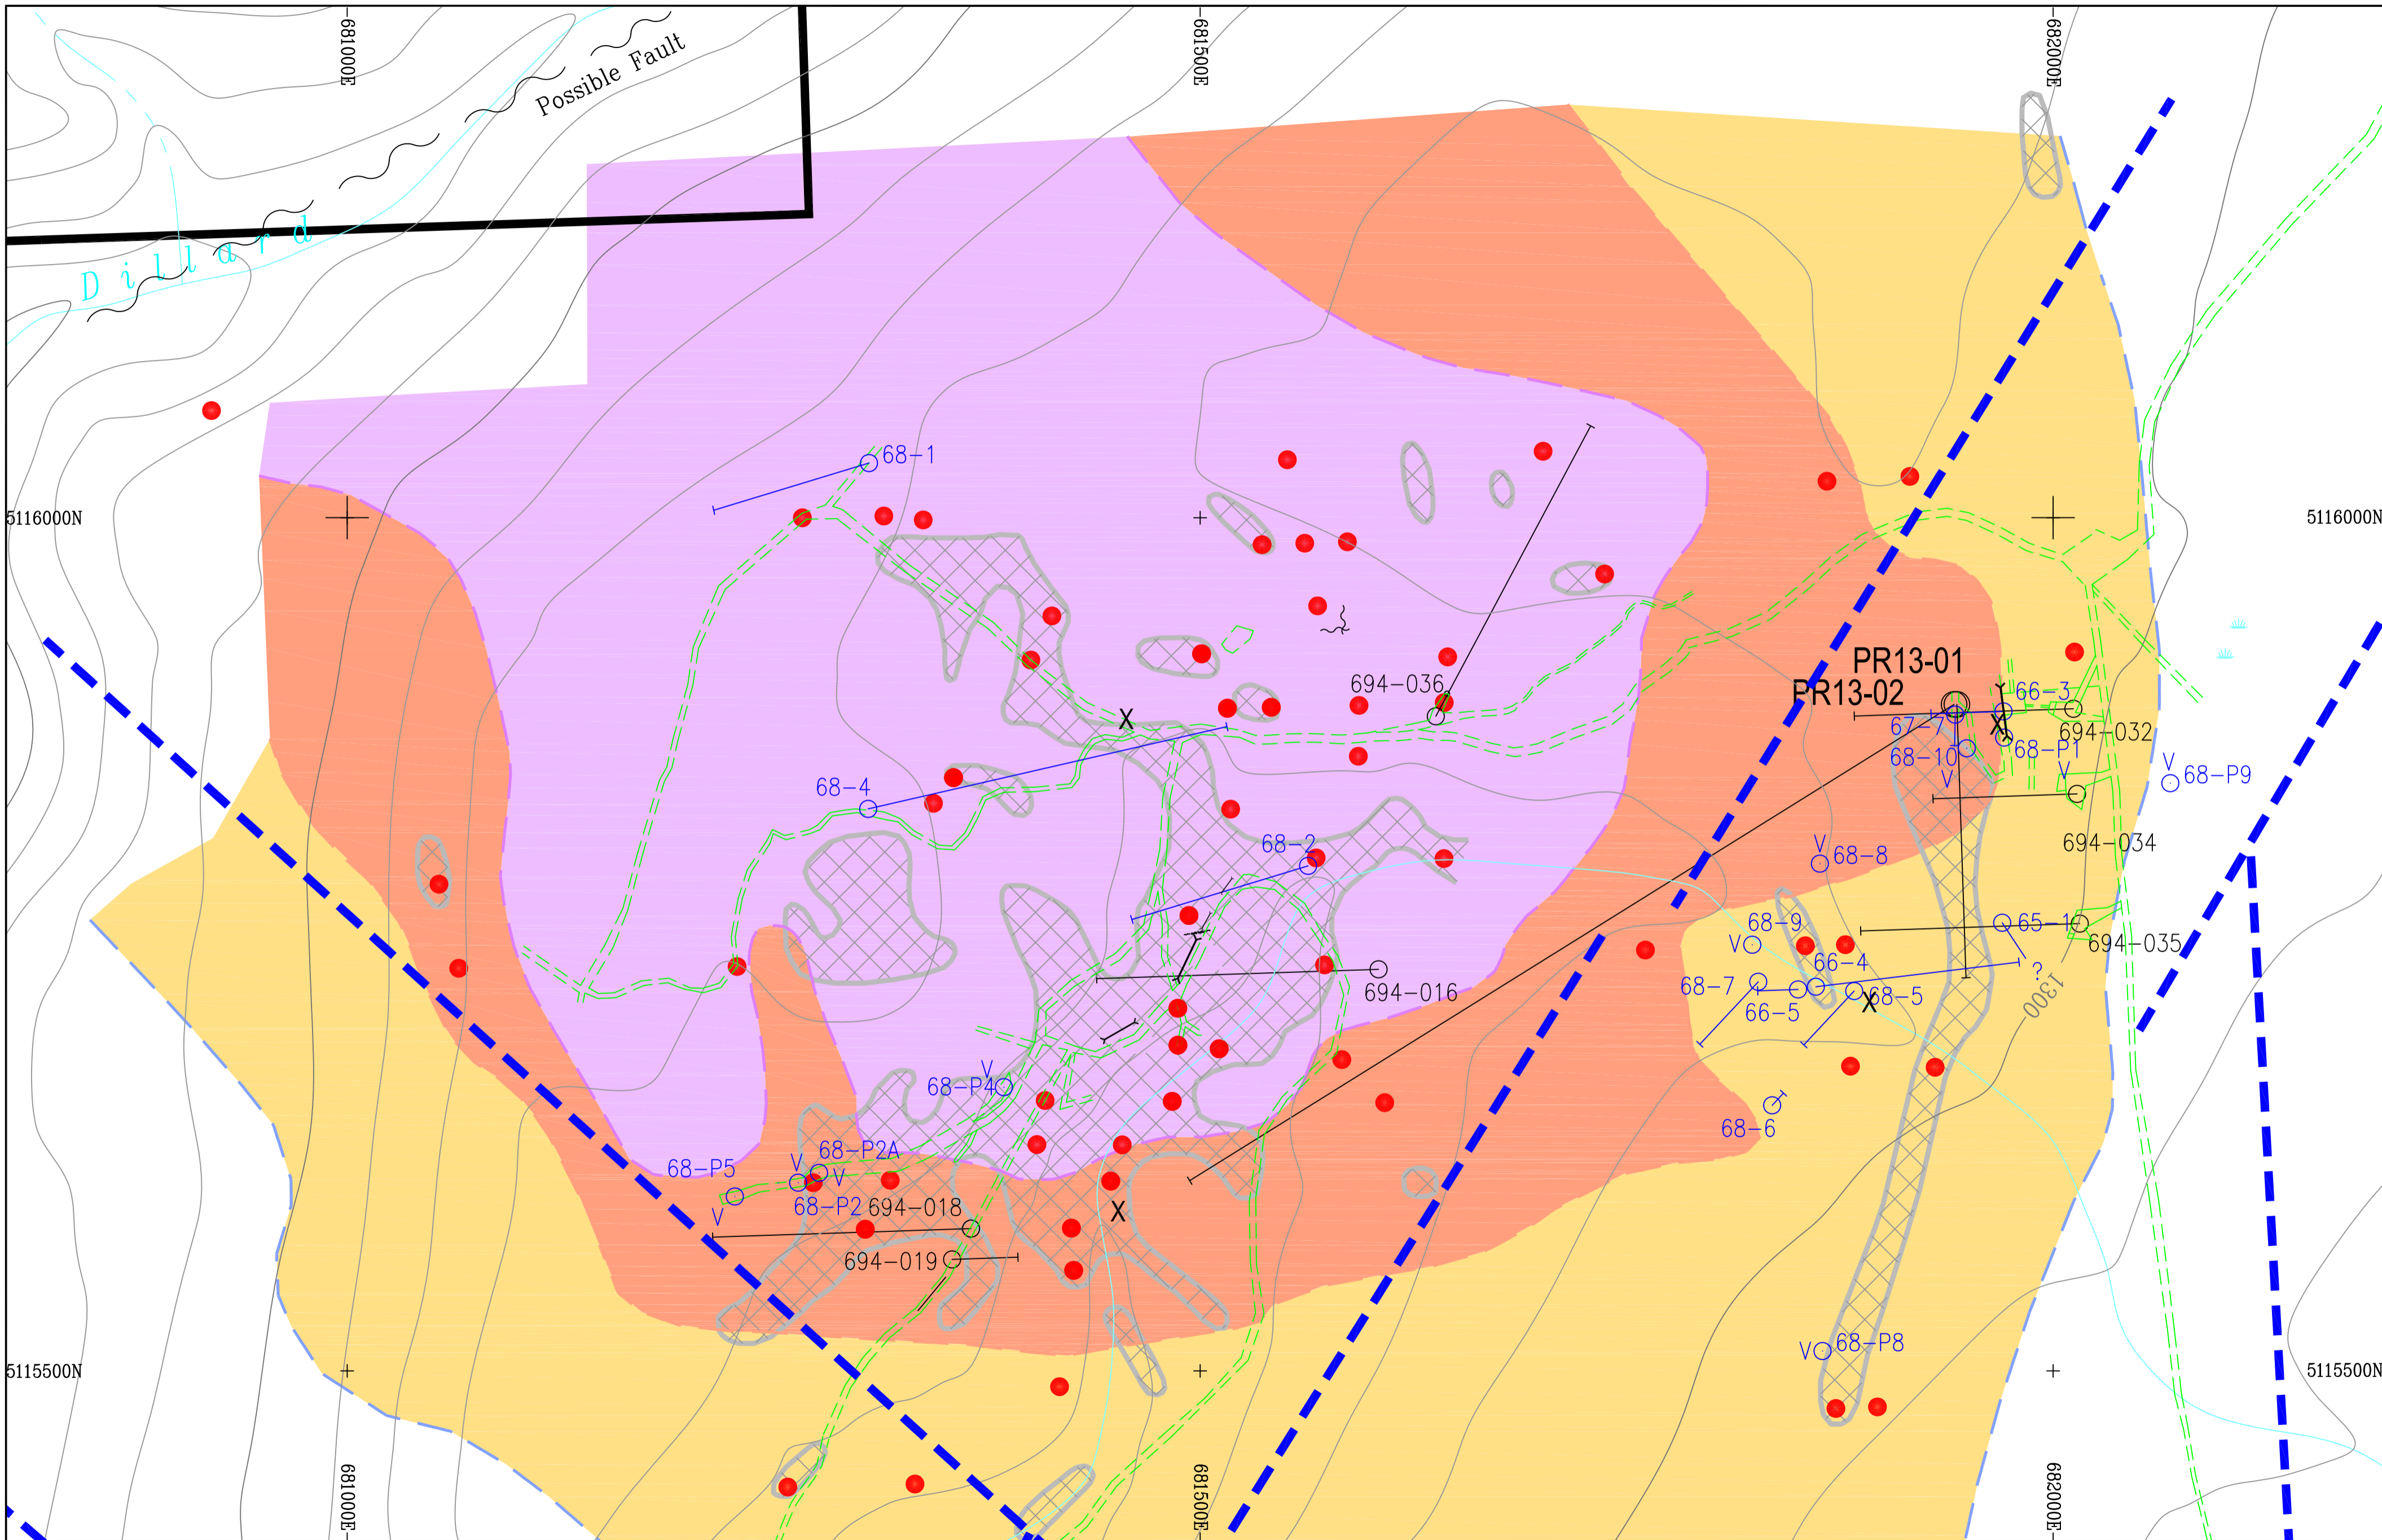 681000E
681500E
682000E
Possible Fault
Dillard
68-1
5116000N
5116000N
PR13-01
694-036
PR13-02
66-3
67-7
X
X
694-032
68-10
68-P1
V
V
V
68-P9
68-4
694-034
68-2
V
68-8
68-9
V
65-1
694-035
66-4
?
68-7
694-016
66-5
68-5
X
1300
V
68-P4
68-6
68-P2A
68-P5
V
V
V
68-P2
694-018
X
694-019
V
68-P8
5115500N
5115500N
681000E
681500E
682000E